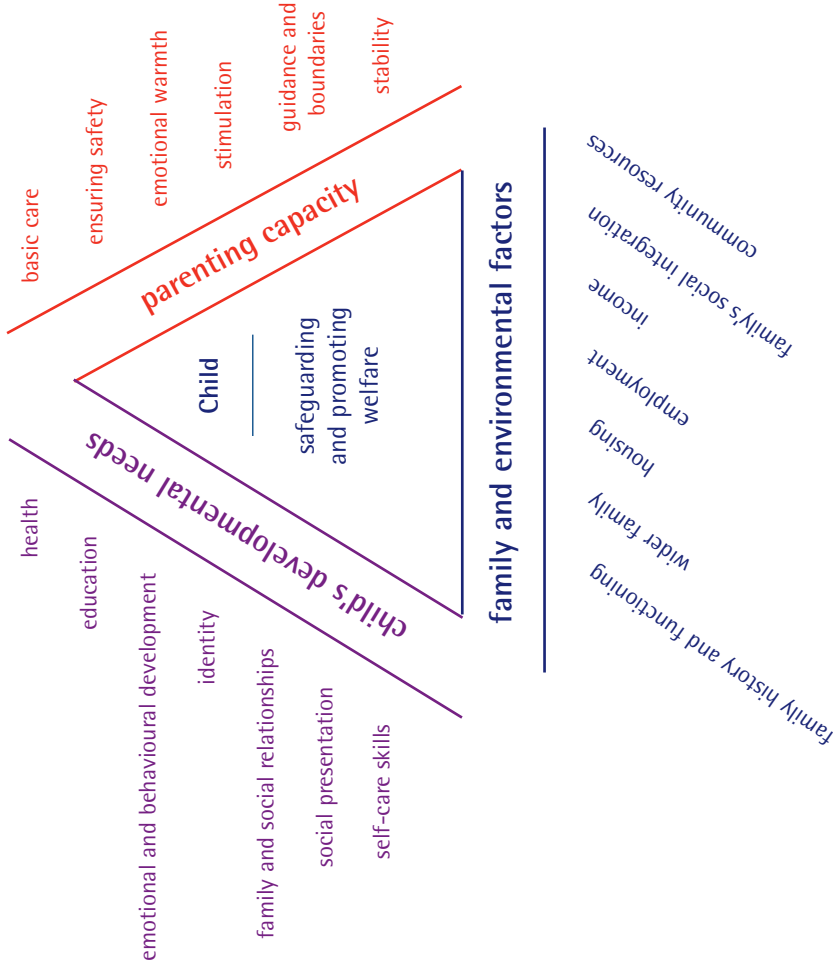 health
education
emotional and behavioural development
identity
family and social relationships
social presentation
self-care skills
child's developmental needs
basic care
ensuring safety
emotional warmth
stimulation
guidance and
boundaries
stability
parenting capacity
Child
safeguarding
and promoting
welfare
family and environmental factors
family history and functioning
wider family
housing
employment
income
family's social integration
community resources